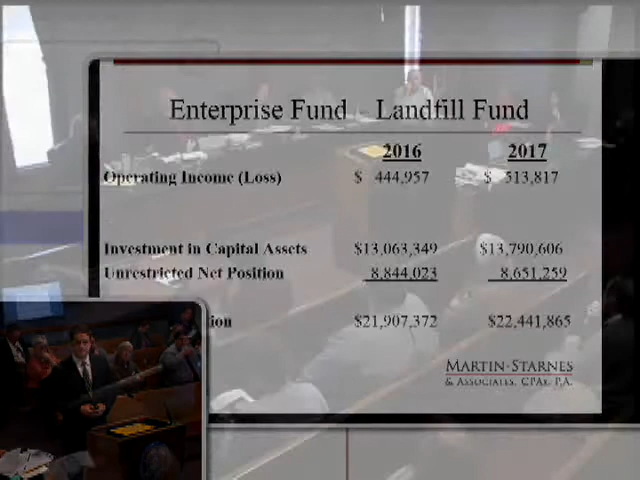 Enterprise Fund – Landfill Fund
2016 2017
Operating Income (Loss) $ 444,957 $ 513,817
Investment in Capital Assets $13,063,349 $13,790,606
Unrestricted Net Position 8,844,023 8,651,259
$21,907,372 $22,441,865
MARTIN·STARNES
& ASSOCIATES, CPAs, P.A.